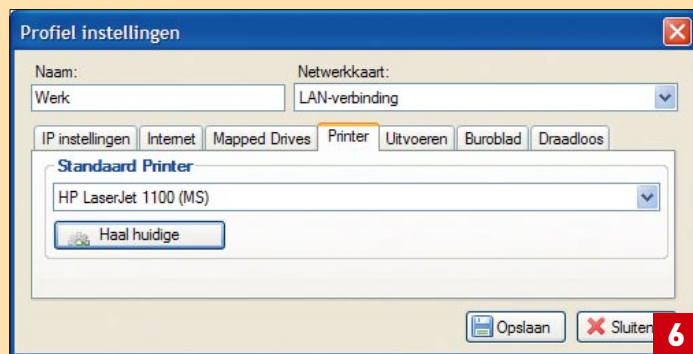 Profiel instellingen
Naam: Netwerkkaart:
Werk LAN-verbinding
IP instellingen Internet Mapped Drives Printer Uitvoeren Buroblad Draadloos
Standaard Printer
HP LaserJet 1100 (MS)
Haal huidige
Opslaan Sluiten
6